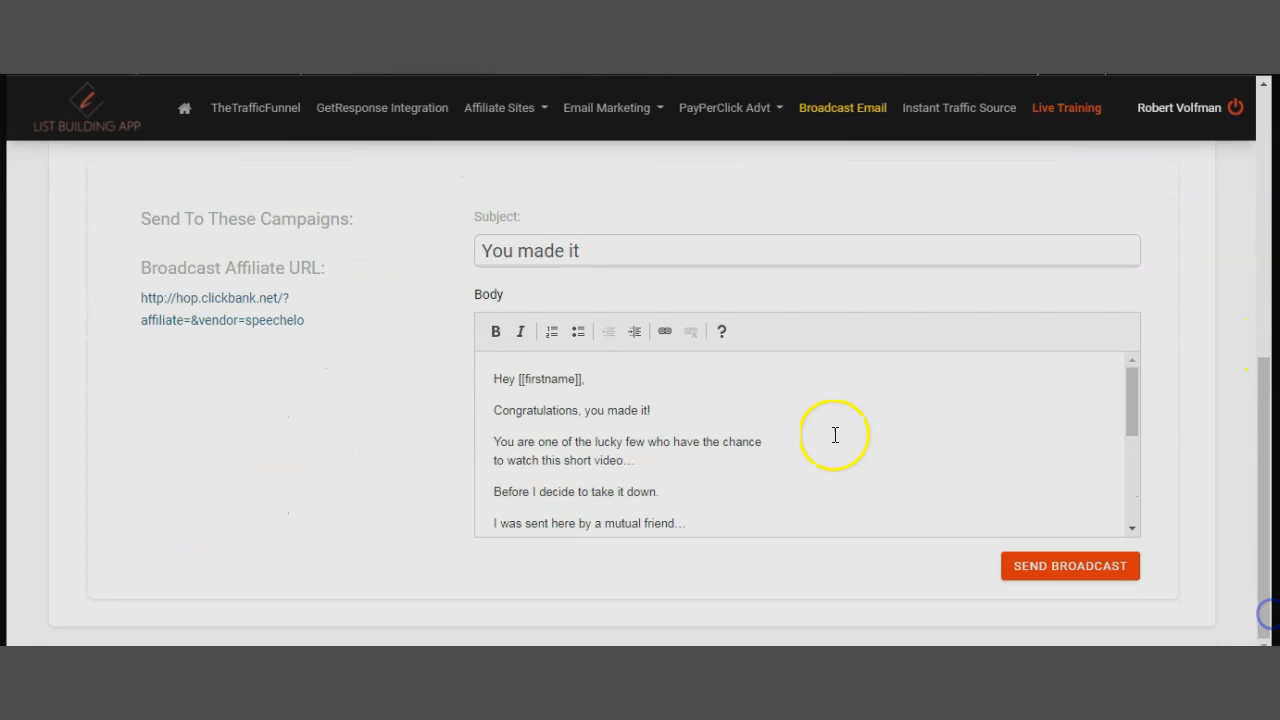 LIST BUILDING APP
TheTrafficFunnel
GetResponse Integration
Affiliate Sites
Email Marketing
PayPerClick Advt
Broadcast Email
Instant Traffic Source
Live Training
Robert Volfman
Send To These Campaigns:
Broadcast Affiliate URL:
http://hop.clickbank.net/?
affiliate=&vendor=speechelo
Subject:
You made it
Body
B I ?
Hey [[firstname]],
Congratulations, you made it!
You are one of the lucky few who have the chance
to watch this short video...
Before I decide to take it down.
I was sent here by a mutual friend...
SEND BROADCAST